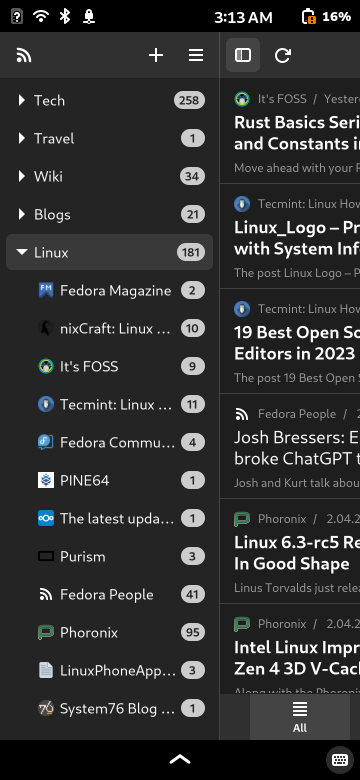 3:13 AM
16%
Tech
258
Travel
1
Wiki
34
Blogs
21
Linux
181
Fedora Magazine
2
nixCraft: Linux ...
10
It's FOSS
9
Tecmint: Linux ...
11
Fedora Commu...
4
PINE64
1
The latest upda...
1
Purism
3
Fedora People
41
Phoronix
95
LinuxPhoneApp...
3
System76 Blog ...
1
It's FOSS / Yester
Rust Basics Seri
and Constants i
Move ahead with your R
Tecmint: Linux How
Linux_Logo – Pr
with System Inf
The post Linux Logo – P
Tecmint: Linux How
19 Best Open So
Editors in 2023
The post 19 Best Open S
Fedora People / 2
Josh Bressers: E
broke ChatGPT t
Josh and Kurt talk abou
Phoronix / 2.04.2
Linux 6.3-rc5 Re
In Good Shape
Linus Torvalds just relea
Phoronix / 2.04.2
Intel Linux Impr
Zen 4 3D V-Cac
Along with the Phoronix
All